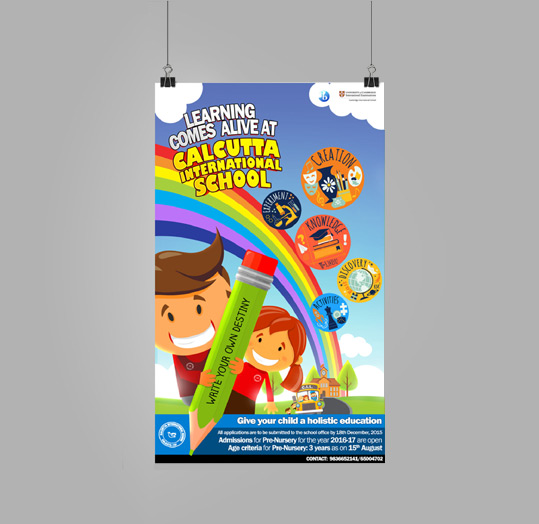 LEARNING
COMES ALIVE AT
CALCUTTA
INTERNATIONAL
SCHOOL
CREATION
EXPERIMENT
KNOWLEDGE
DISCOVERY
ACTIVITIES
WRITE YOUR OWN DESTINY
Give your child a holistic education
All applications are to be submitted to the school office by 18th December, 2015
Admissions for Pre-Nursery for the year 2016-17 are open
Age criteria for Pre-Nursery: 3 years as on 15th August
CONTACT: 9836652141/65004702